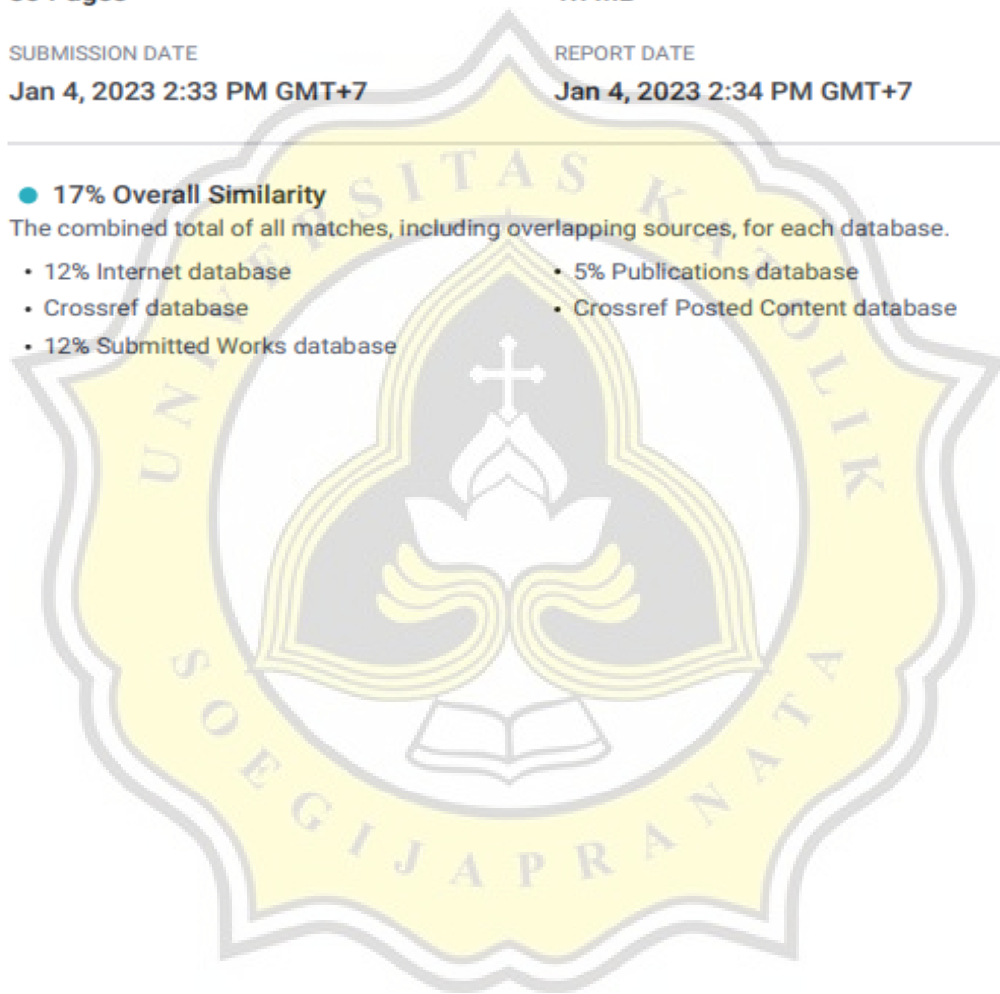 SUBMISSION DATE
REPORT DATE
Jan 4, 2023 2:33 PM GMT+7
Jan 4, 2023 2:34 PM GMT+7
17% Overall Similarity
The combined total of all matches, including overlapping sources, for each database.
• 12% Internet database
• 5% Publications database
• Crossref database
• Crossref Posted Content database
• 12% Submitted Works database
UNIVERSITAS KATOLIK
SOEGIJAPRANATA